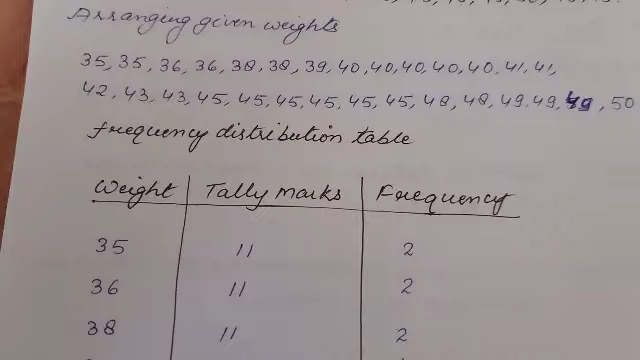 Arranging given weights
35, 35, 36, 36, 38, 38, 39, 40, 40, 40, 40, 40, 41, 41,
42, 43, 43, 45, 45, 45, 45, 45, 45, 48, 48, 49, 49, 49, 50
Frequency distribution table
Weight Tally marks Frequency
35 11 2
36 11 2
38 11 2